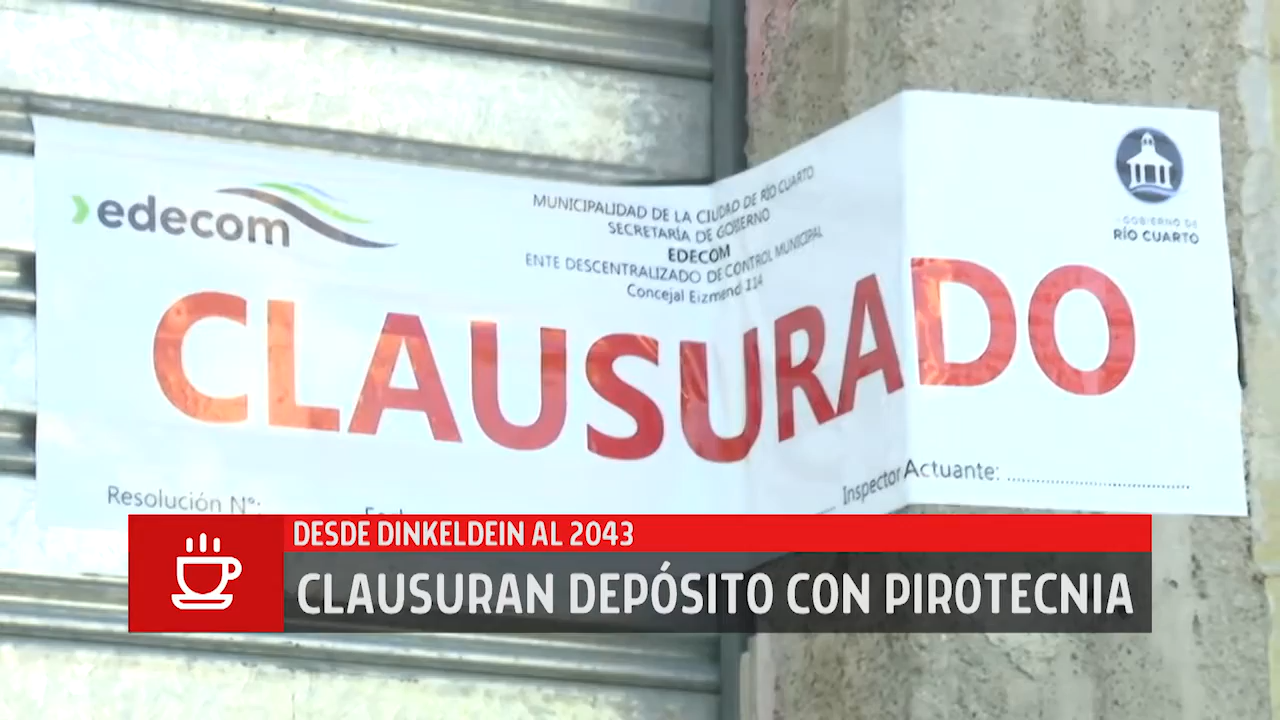 edecom
MUNICIPALIDAD DE LA CIUDAD DE RÍO CUARTO
SECRETARÍA DE GOBIERNO
EDECOM
ENTE DESCENTRALIZADO DE CONTROL MUNICIPAL
Concejal Eizmendi 114
GOBIERNO DE
RÍO CUARTO
CLAUSURADO
Inspector Actuante:
Resolución N°:
DESDE DINKELDEIN AL 2043
CLAUSURAN DEPÓSITO CON PIROTECNIA